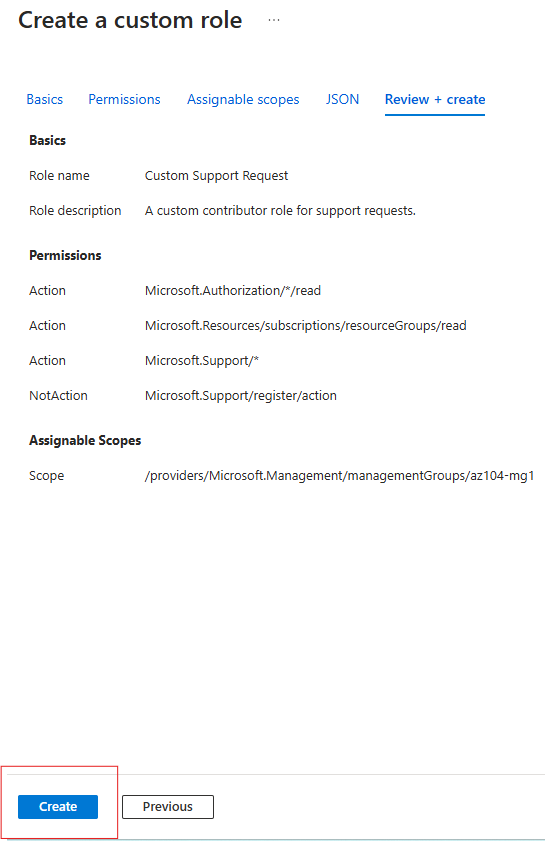 Create a custom role ...
Basics Permissions Assignable scopes JSON Review + create
Basics
Role name Custom Support Request
Role description A custom contributor role for support requests.
Permissions
Action Microsoft.Authorization/*/read
Action Microsoft.Resources/subscriptions/resourceGroups/read
Action Microsoft.Support/*
NotAction Microsoft.Support/register/action
Assignable Scopes
Scope /providers/Microsoft.Management/managementGroups/az104-mg1
Create Previous